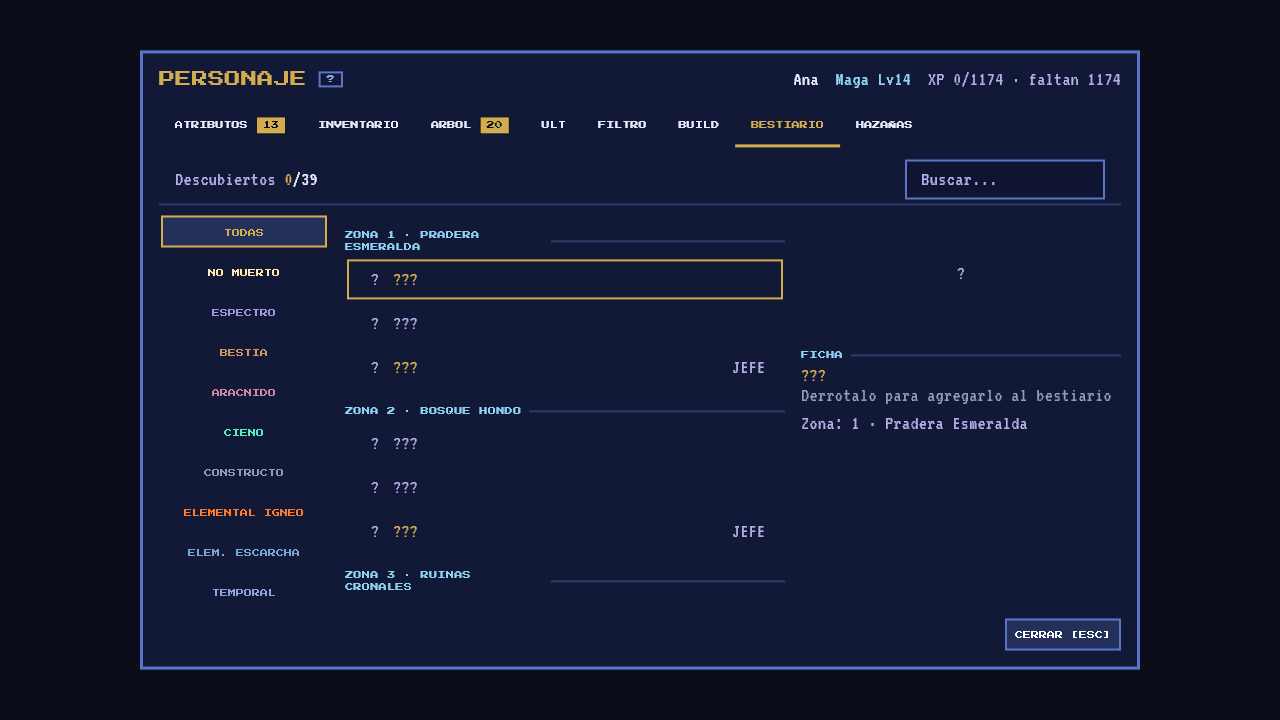 PERSONAJE ?
Ana Maga Lv14 XP 0/1174 · faltan 1174
ATRIBUTOS 13 INVENTARIO ARBOL 20 ULT FILTRO BUILD BESTIARIO HAZAÑAS
Descubiertos 0/39
Buscar...
TODAS
NO MUERTO
ESPECTRO
BESTIA
ARACNIDO
CIENO
CONSTRUCTO
ELEMENTAL IGNEO
ELEM. ESCARCHA
TEMPORAL
ZONA 1 · PRADERA
ESMERALDA
? ???
? ???
? ??? JEFE
ZONA 2 · BOSQUE HONDO
? ???
? ???
? ??? JEFE
ZONA 3 · RUINAS
CRONALES
?
FICHA
???
Derrotalo para agregarlo al bestiario
Zona: 1 · Pradera Esmeralda
CERRAR [ESC]